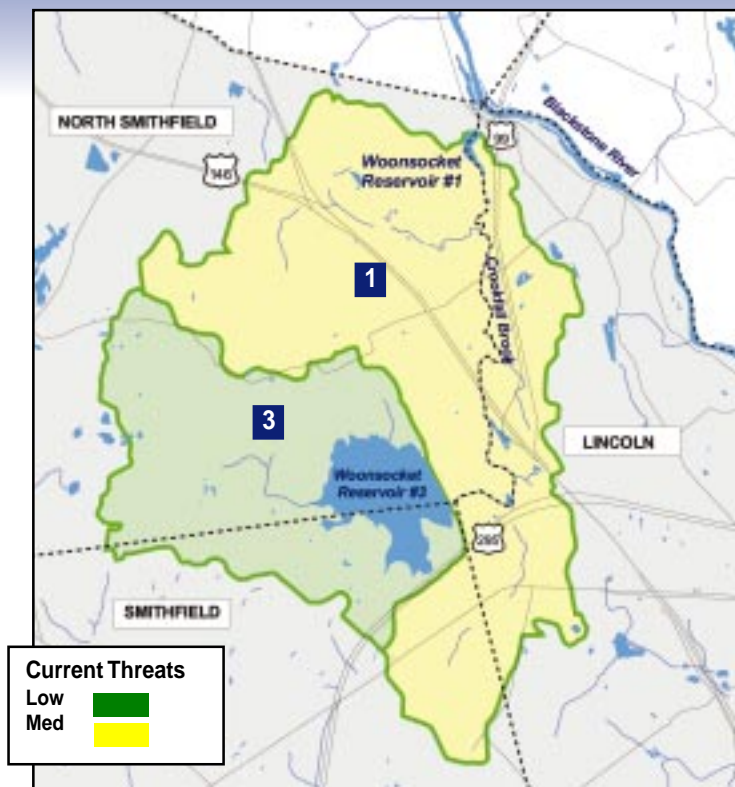 NORTH SMITHFIELD
146
99
Blackstone River
Woonsocket
Reservoir #1
1
Crookfall Brook
3
LINCOLN
Woonsocket
Reservoir #3
295
SMITHFIELD
Current Threats
Low
Med